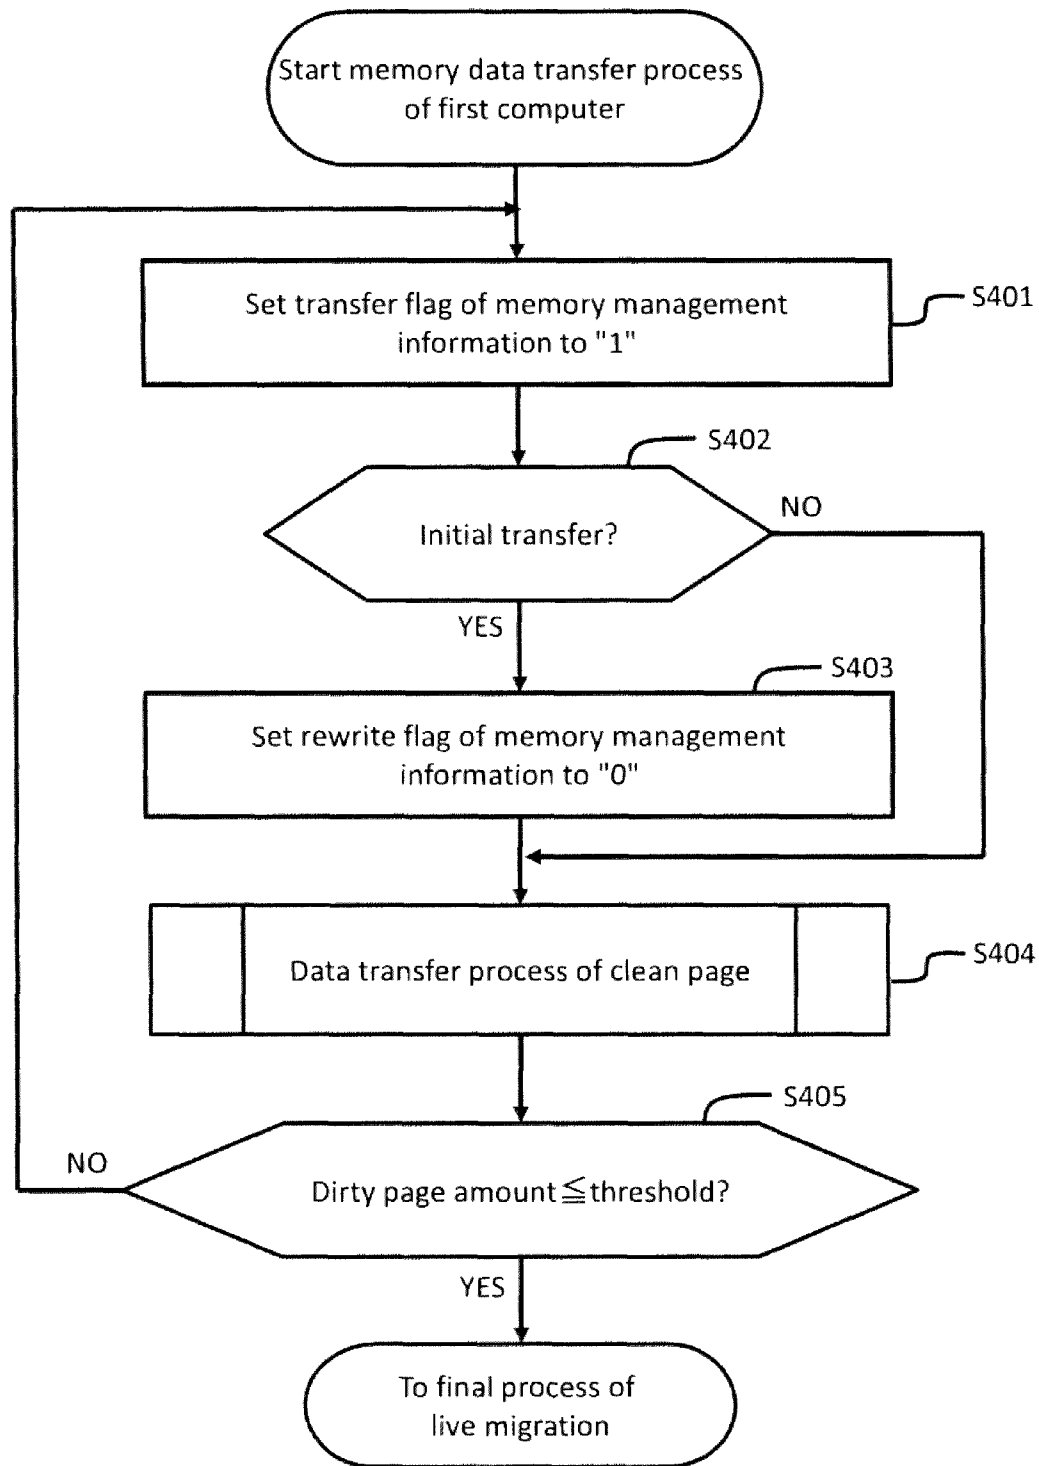 Start memory data transfer process
of first computer
Set transfer flag of memory management
information to "1"
S401
S402
Initial transfer?
NO
YES
S403
Set rewrite flag of memory management
information to "0"
Data transfer process of clean page
S404
S405
NO
Dirty page amount≦threshold?
YES
To final process of
live migration